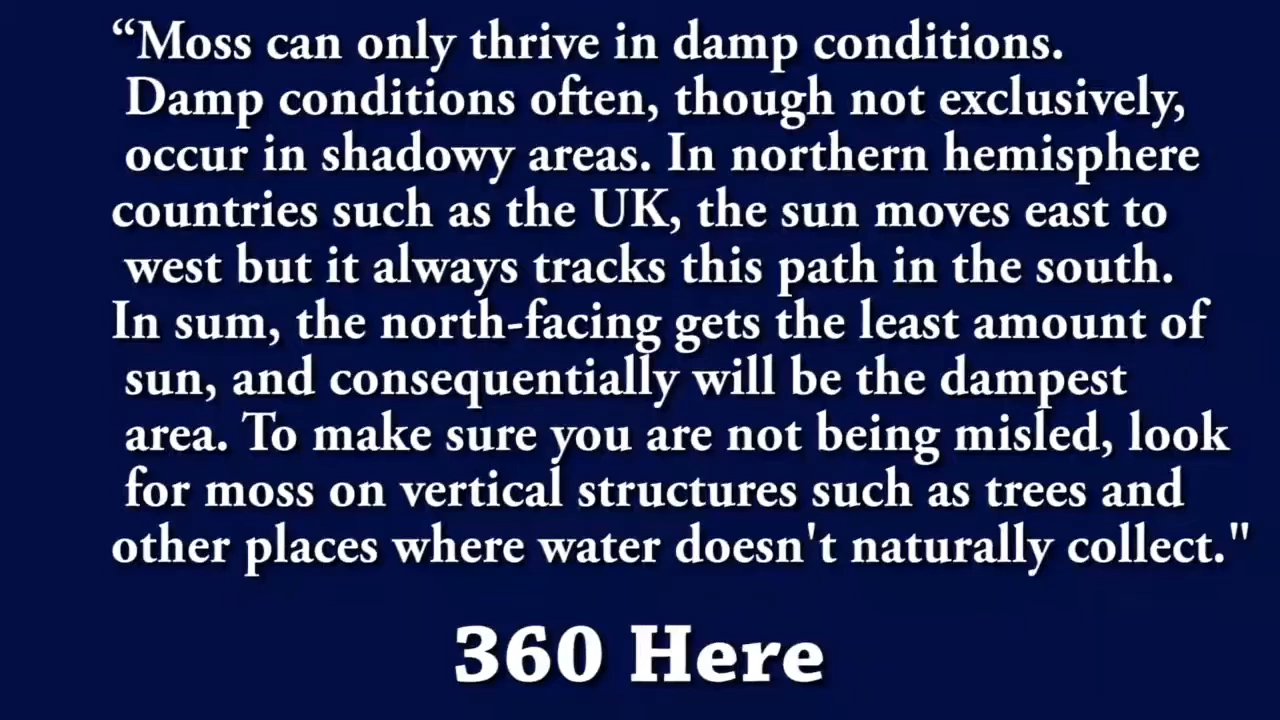 “Moss can only thrive in damp conditions.
Damp conditions often, though not exclusively,
occur in shadowy areas. In northern hemisphere
countries such as the UK, the sun moves east to
west but it always tracks this path in the south.
In sum, the north-facing gets the least amount of
sun, and consequentially will be the dampest
area. To make sure you are not being misled, look
for moss on vertical structures such as trees and
other places where water doesn't naturally collect."
360 Here